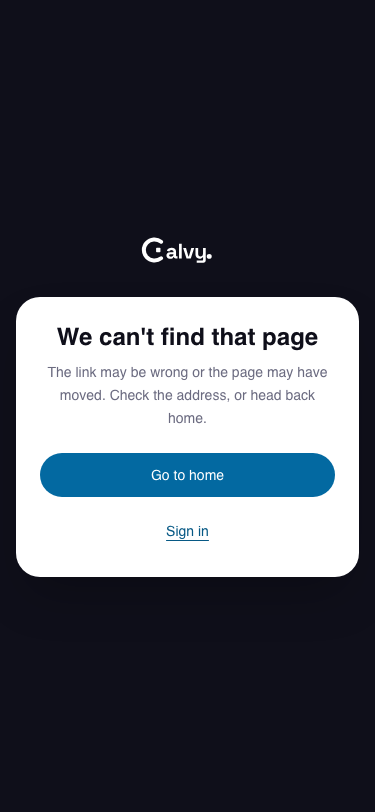 Calvy.
We can't find that page
The link may be wrong or the page may have
moved. Check the address, or head back
home.
Go to home
Sign in